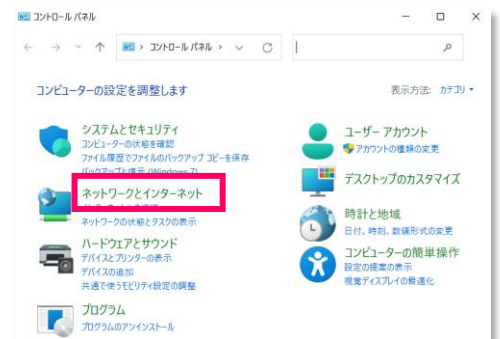 コントロール パネル
コントロール パネル
コンピューターの設定を調整します
表示方法: カテゴリ
システムとセキュリティ
コンピューターの状態を確認
ファイル履歴でファイルのバックアップ コピーを保存
バックアップと復元 (Windows 7)
ネットワークとインターネット
ネットワークの状態とタスクの表示
ハードウェアとサウンド
デバイスとプリンターの表示
デバイスの追加
共通で使うモビリティ設定の調整
プログラム
プログラムのアンインストール
ユーザー アカウント
アカウントの種類の変更
デスクトップのカスタマイズ
時計と地域
日付、時刻、数値形式の変更
コンピューターの簡単操作
設定の提案の表示
視覚ディスプレイの最適化